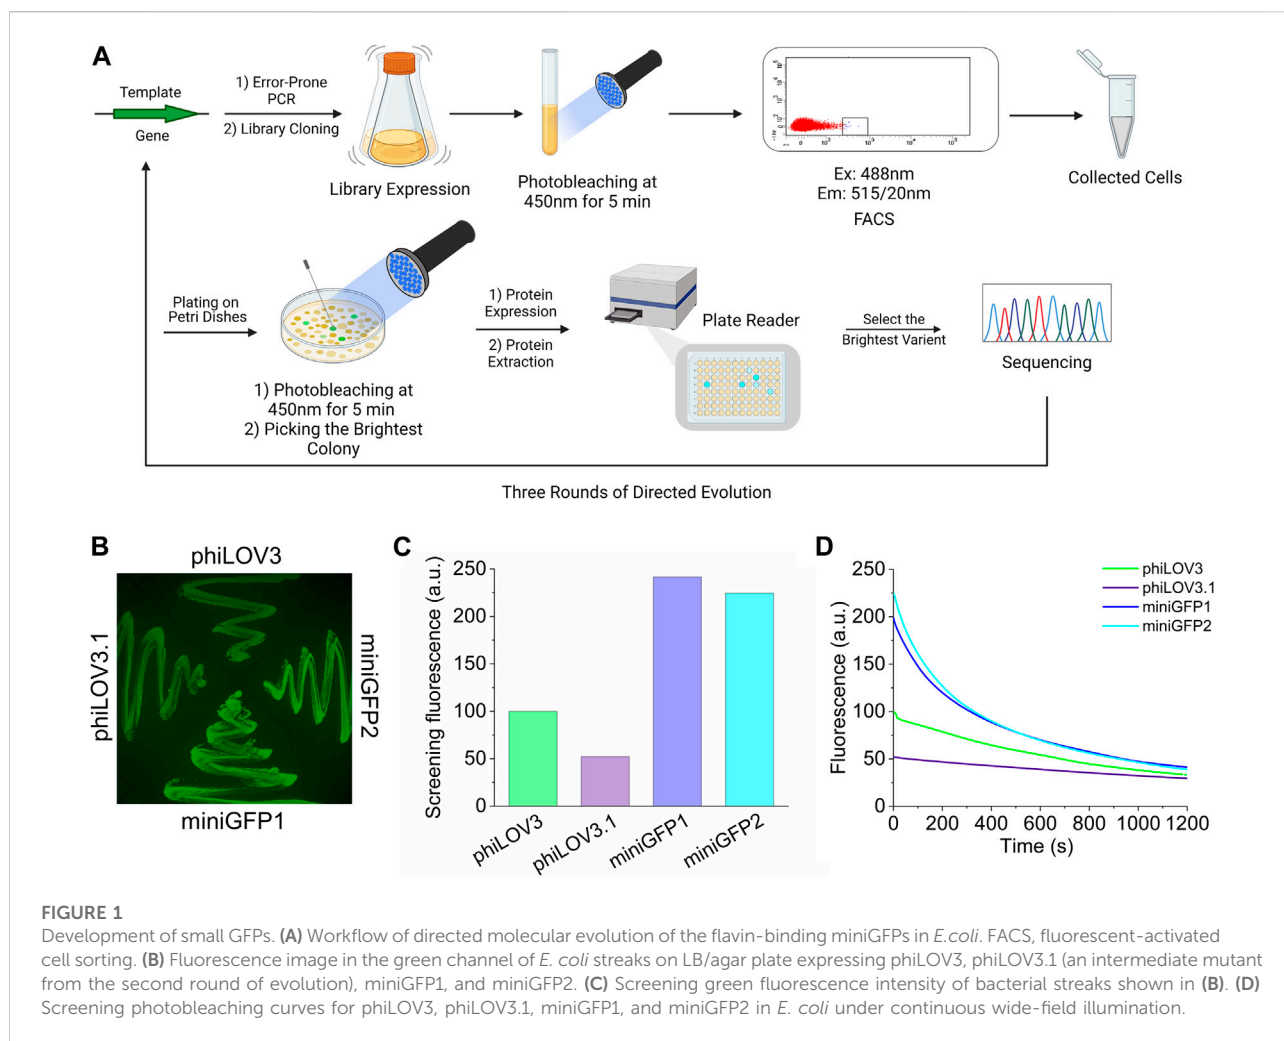 A
Template
Gene
1) Error-Prone
PCR
2) Library Cloning
Library Expression
Photobleaching at
450nm for 5 min
Ex: 488nm
Em: 515/20nm
FACS
Collected Cells
Plating on
Petri Dishes
1) Photobleaching at
450nm for 5 min
2) Picking the Brightest
Colony
1) Protein
Expression
2) Protein
Extraction
Plate Reader
Select the
Brightest Varient
Sequencing
Three Rounds of Directed Evolution
B
phiLOV3
phiLOV3.1
miniGFP2
miniGFP1
C
Screening fluorescence (a.u.)
250
200
150
100
50
0
phiLOV3
phiLOV3.1
miniGFP1
miniGFP2
D
Fluorescence (a.u.)
250
200
150
100
50
0
0 200 400 600 800 1000 1200
Time (s)
phiLOV3
phiLOV3.1
miniGFP1
miniGFP2
FIGURE 1
Development of small GFPs. (A) Workflow of directed molecular evolution of the flavin-binding miniGFPs in E.coli. FACS, fluorescent-activated
cell sorting. (B) Fluorescence image in the green channel of E. coli streaks on LB/agar plate expressing phiLOV3, phiLOV3.1 (an intermediate mutant
from the second round of evolution), miniGFP1, and miniGFP2. (C) Screening green fluorescence intensity of bacterial streaks shown in (B). (D)
Screening photobleaching curves for phiLOV3, phiLOV3.1, miniGFP1, and miniGFP2 in E. coli under continuous wide-field illumination.